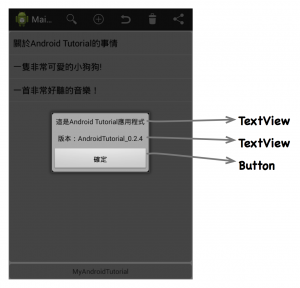 Mai...
關於Android Tutorial的事情
一隻非常可愛的小狗狗!
一首非常好聽的音樂！
這是Android Tutorial應用程式
TextView
版本：AndroidTutorial_0.2.4
TextView
確定
Button
MyAndroidTutorial